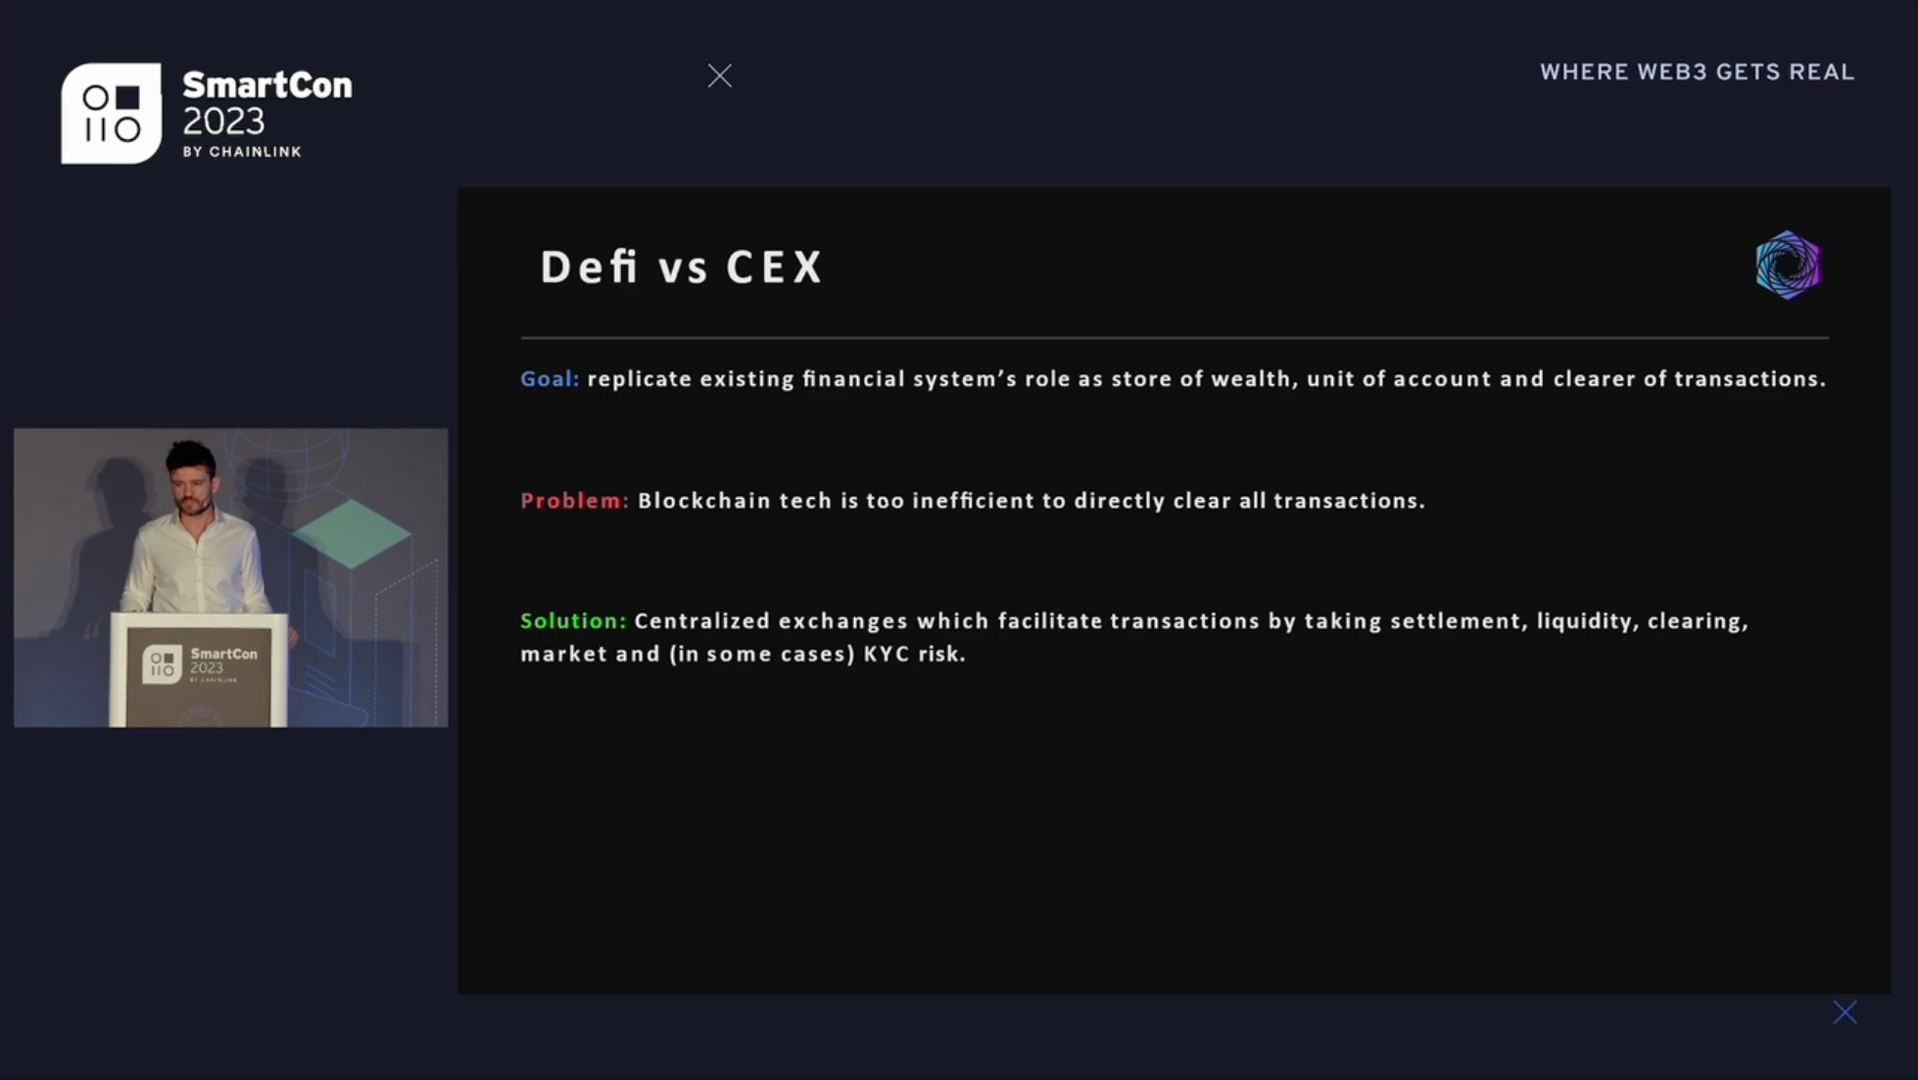 SmartCon
2023
BY CHAINLINK
WHERE WEB3 GETS REAL
Defi vs CEX
Goal: replicate existing financial system’s role as store of wealth, unit of account and clearer of transactions.
Problem: Blockchain tech is too inefficient to directly clear all transactions.
Solution: Centralized exchanges which facilitate transactions by taking settlement, liquidity, clearing,
market and (in some cases) KYC risk.
SmartCon
2023
BY CHAINLINK